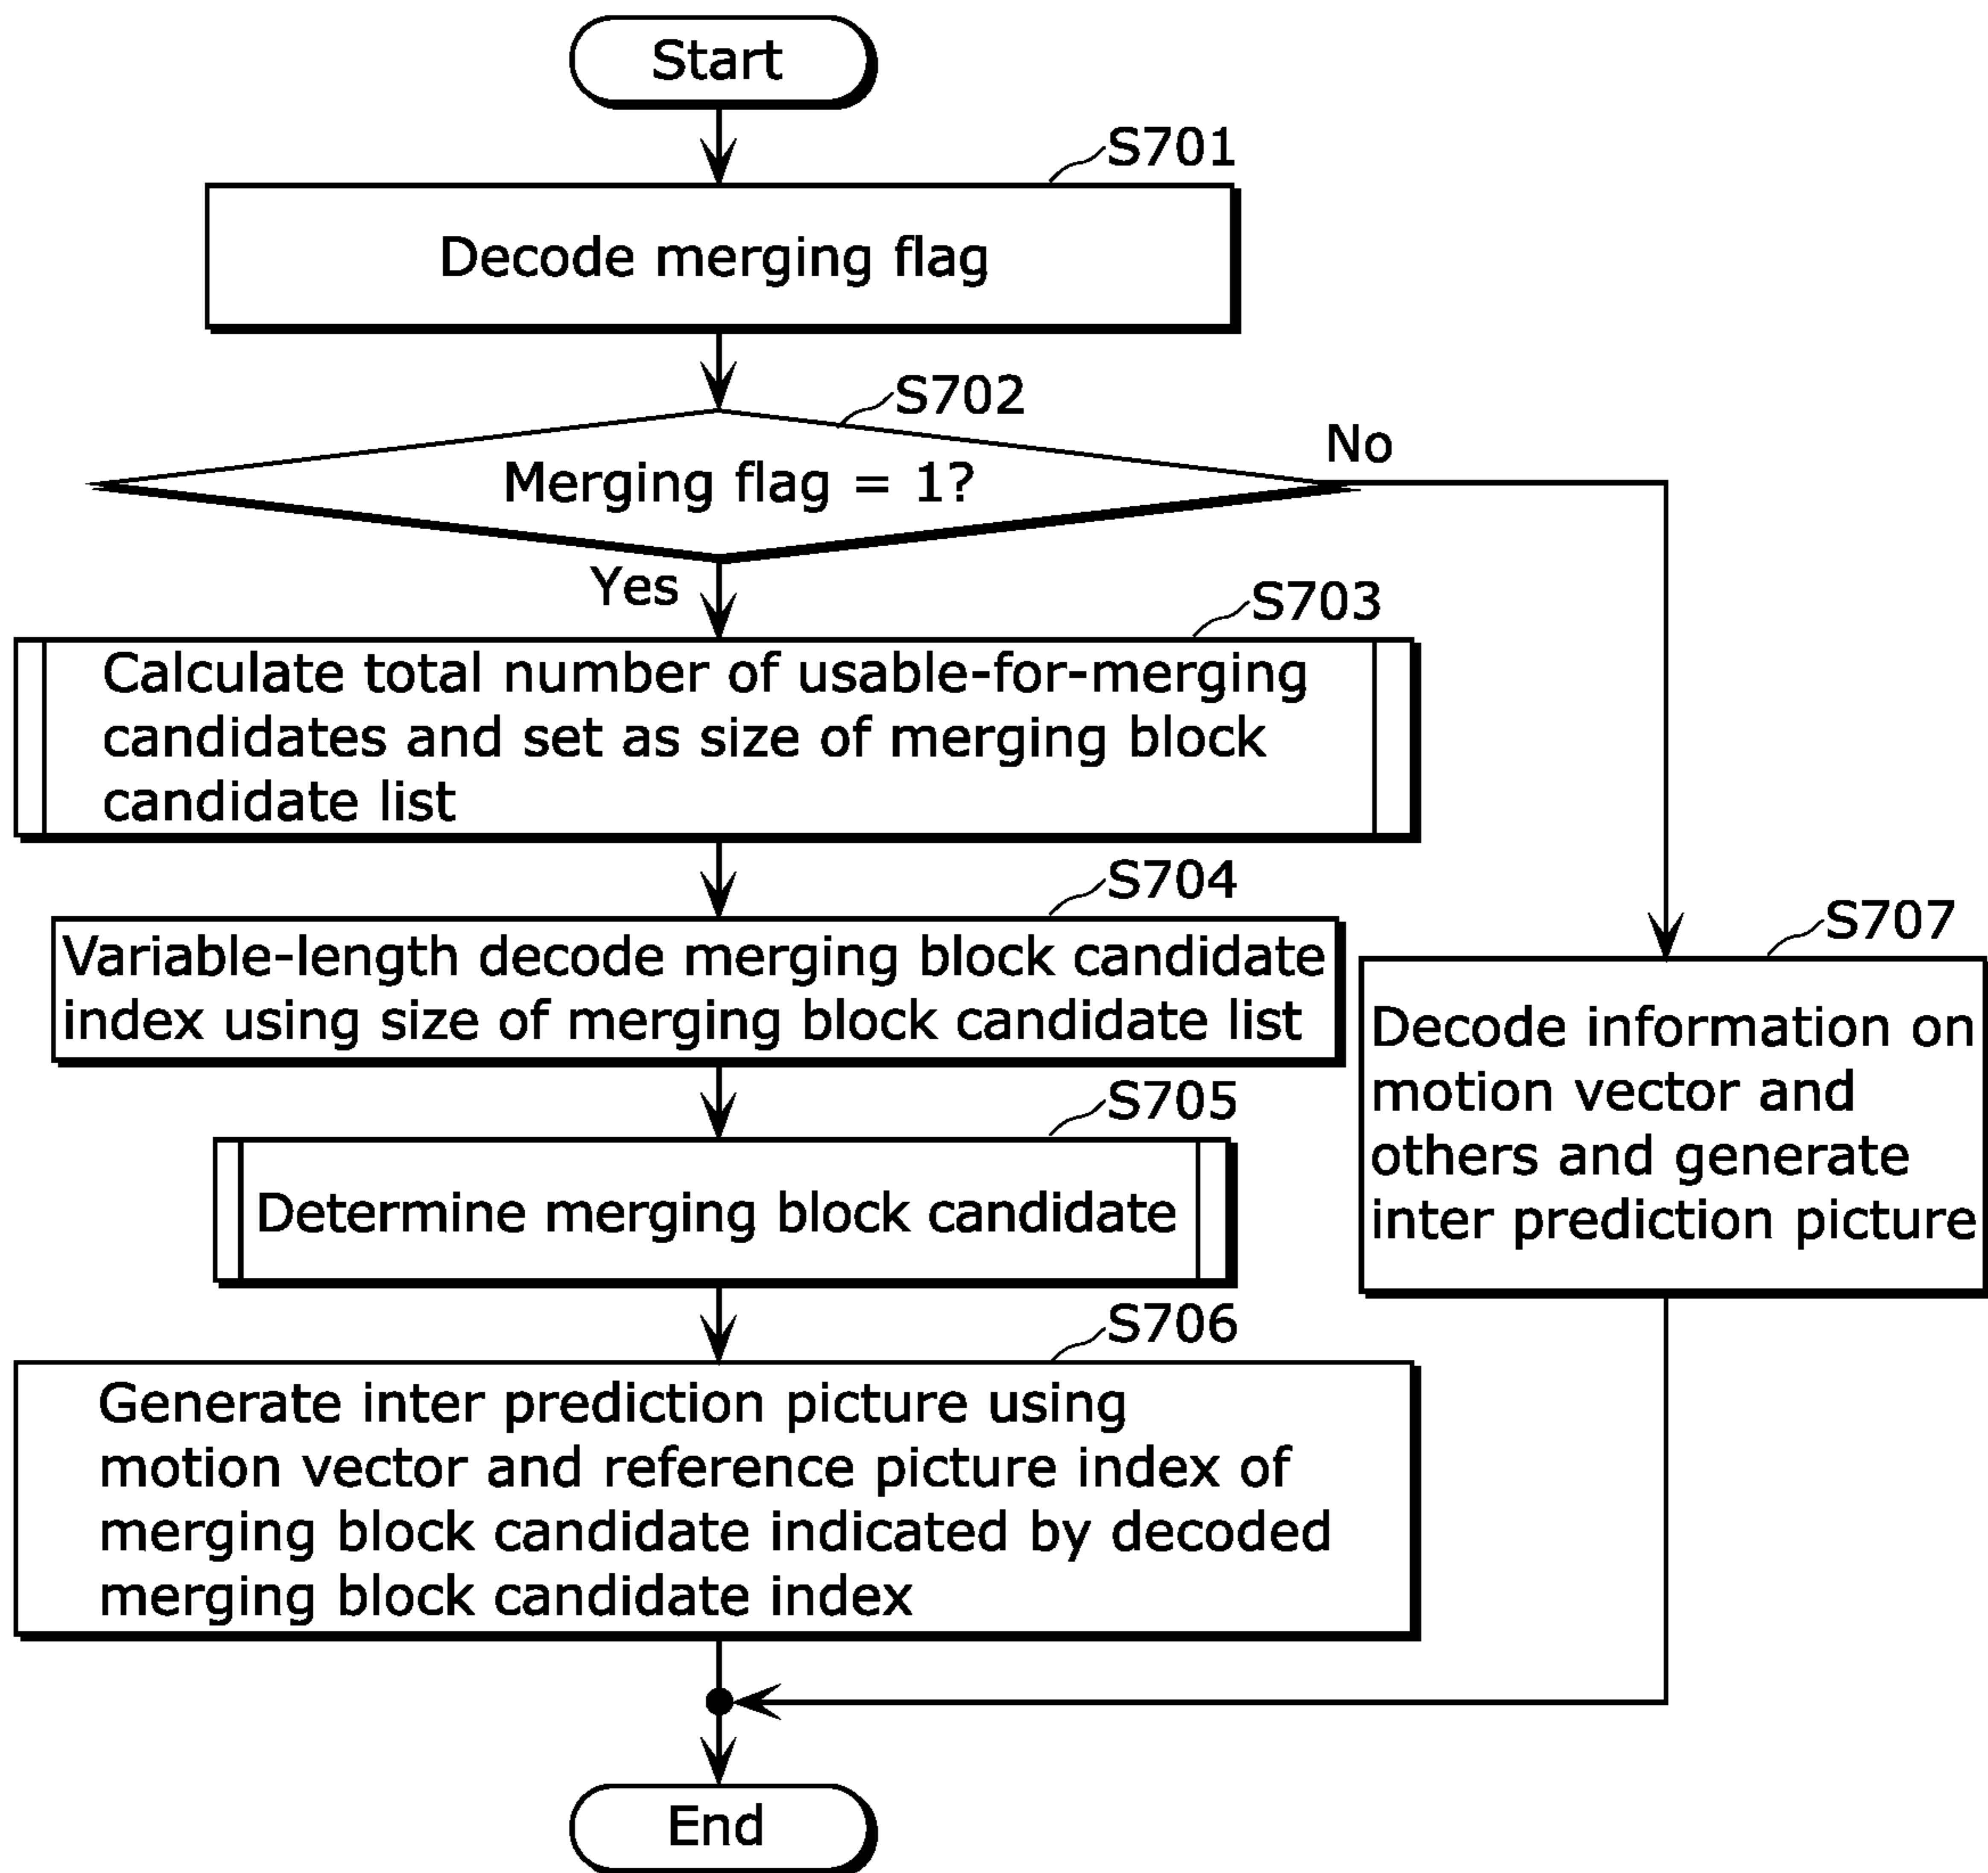 Start
S701
Decode merging flag
S702
Merging flag = 1?
No
Yes
S703
Calculate total number of usable-for-merging
candidates and set as size of merging block
candidate list
S704
Variable-length decode merging block candidate
index using size of merging block candidate list
S705
Determine merging block candidate
S706
Generate inter prediction picture using
motion vector and reference picture index of
merging block candidate indicated by decoded
merging block candidate index
S707
Decode information on
motion vector and
others and generate
inter prediction picture
End